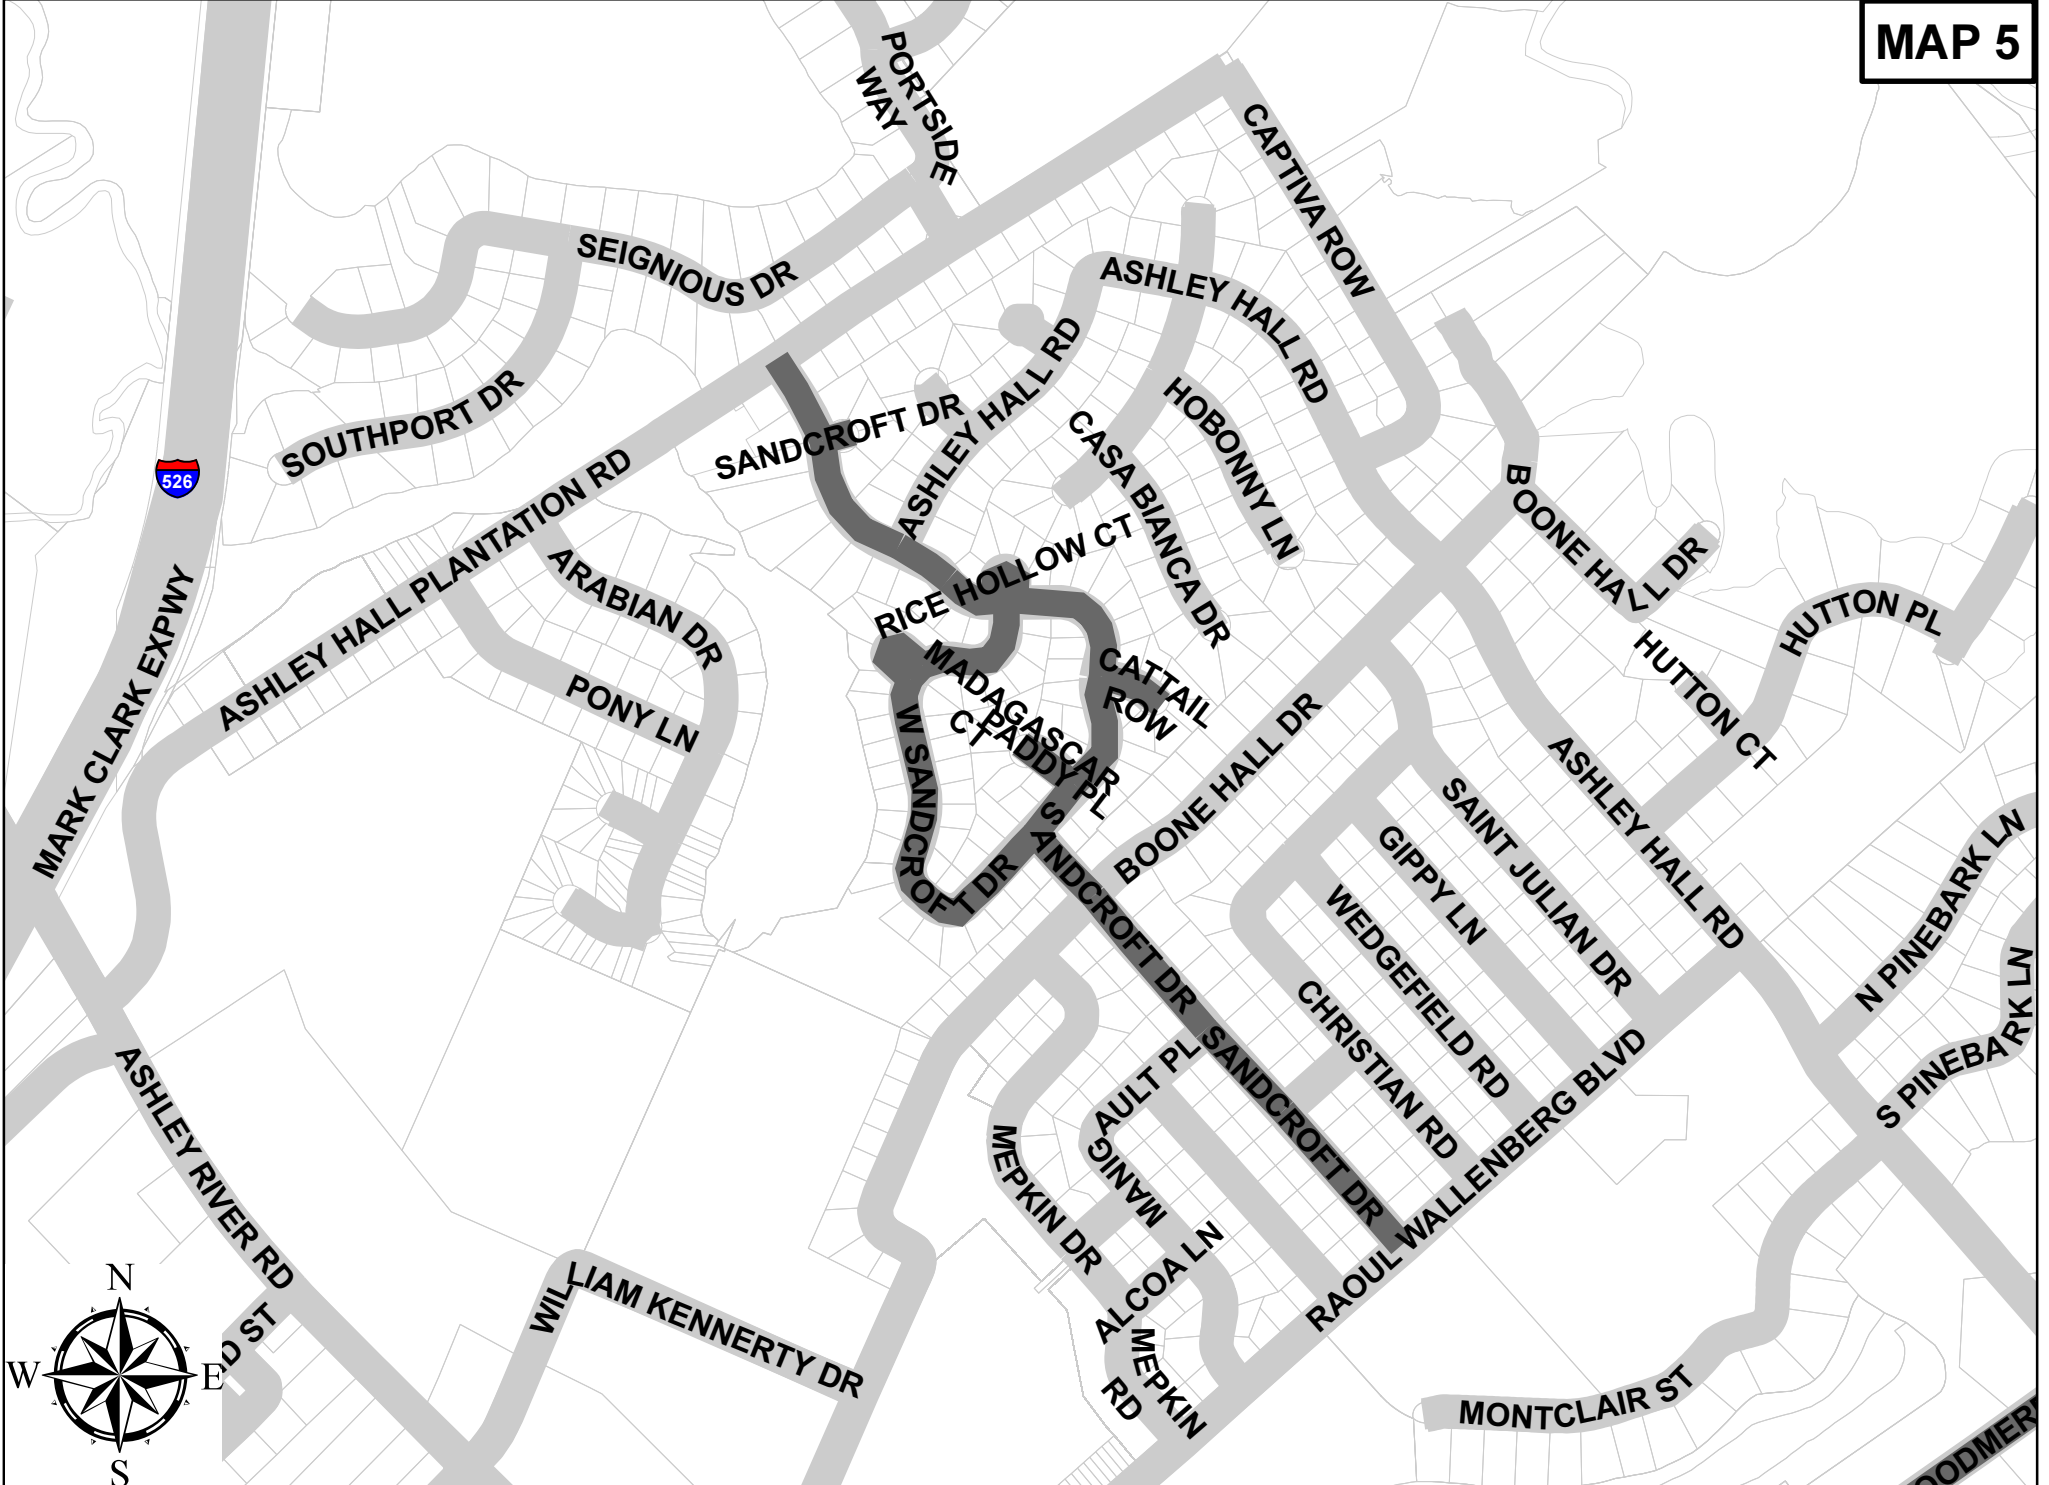 MAP 5
PORTSIDE
WAY
CAPTIVA ROW
SEIGNIOUS DR
ASHLEY HALL RD
ASHLEY HALL RD
SOUTHPORT DR
SANDCROFT DR
HOBONNY LN
CASA BIANCA DR
526
ASHLEY HALL PLANTATION RD
BOONE HALL DR
RICE HOLLOW CT
ARABIAN DR
MARK CLARK EXPWY
HUTTON PL
HUTTON CT
PONY LN
MADAGASCAR
CT
PADDY PL
CATTAIL
ROW
W SANDCROFT DR
BOONE HALL DR
ASHLEY HALL RD
SAINT JULIAN DR
GIPPY LN
WEDGEFIELD RD
CHRISTIAN RD
N PINEBARK LN
S PINEBARK LN
SANDCROFT DR
SANDCROFT DR
AULT PL
MANIG
MEPKIN DR
ALCOA LN
MEPKIN
RD
RAOUL WALLENBERG BLVD
ASHLEY RIVER RD
WILLIAM KENNERTY DR
MONTCLAIR ST
D ST
OODMER
N
W
E
S